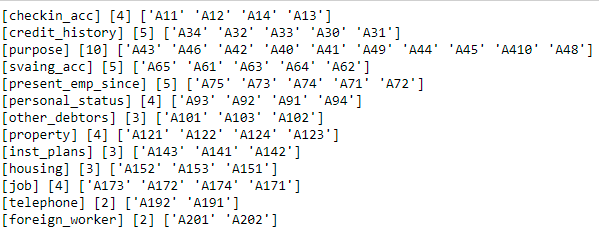 [checkin_acc] [4] ['A11' 'A12' 'A14' 'A13']
[credit_history] [5] ['A34' 'A32' 'A33' 'A30' 'A31']
[purpose] [10] ['A43' 'A46' 'A42' 'A40' 'A41' 'A49' 'A44' 'A45' 'A410' 'A48']
[svaing_acc] [5] ['A65' 'A61' 'A63' 'A64' 'A62']
[present_emp_since] [5] ['A75' 'A73' 'A74' 'A71' 'A72']
[personal_status] [4] ['A93' 'A92' 'A91' 'A94']
[other_debtors] [3] ['A101' 'A103' 'A102']
[property] [4] ['A121' 'A122' 'A124' 'A123']
[inst_plans] [3] ['A143' 'A141' 'A142']
[housing] [3] ['A152' 'A153' 'A151']
[job] [4] ['A173' 'A172' 'A174' 'A171']
[telephone] [2] ['A192' 'A191']
[foreign_worker] [2] ['A201' 'A202']